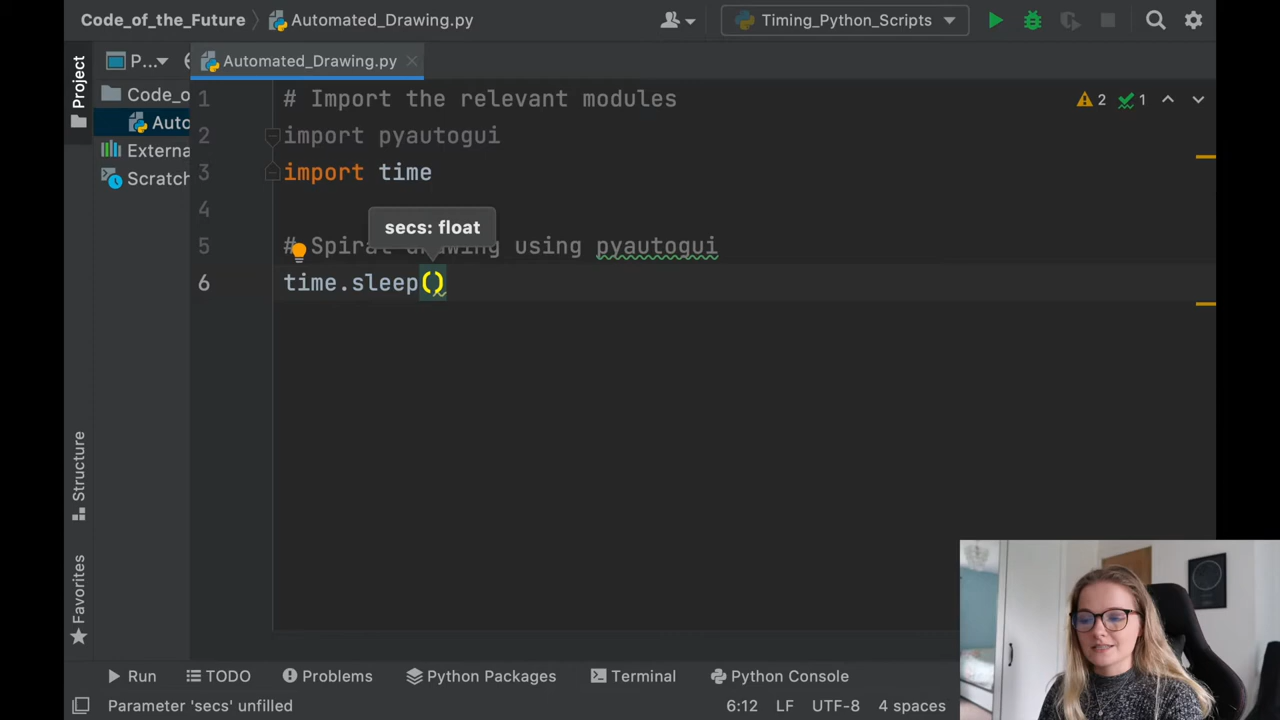 Code_of_the_Future > Automated_Drawing.py
Timing_Python_Scripts
P...
Automated_Drawing.py
Project
Code_o
Auto
Externa
Scratch
1 # Import the relevant modules
2 1
2 import pyautogui
3 import time
4
secs: float
5 # Spiral drawing using pyautogui
6 time.sleep()
Structure
Favorites
Run TODO Problems Python Packages Terminal Python Console
Parameter 'secs' unfilled 6:12 LF UTF-8 4 spaces